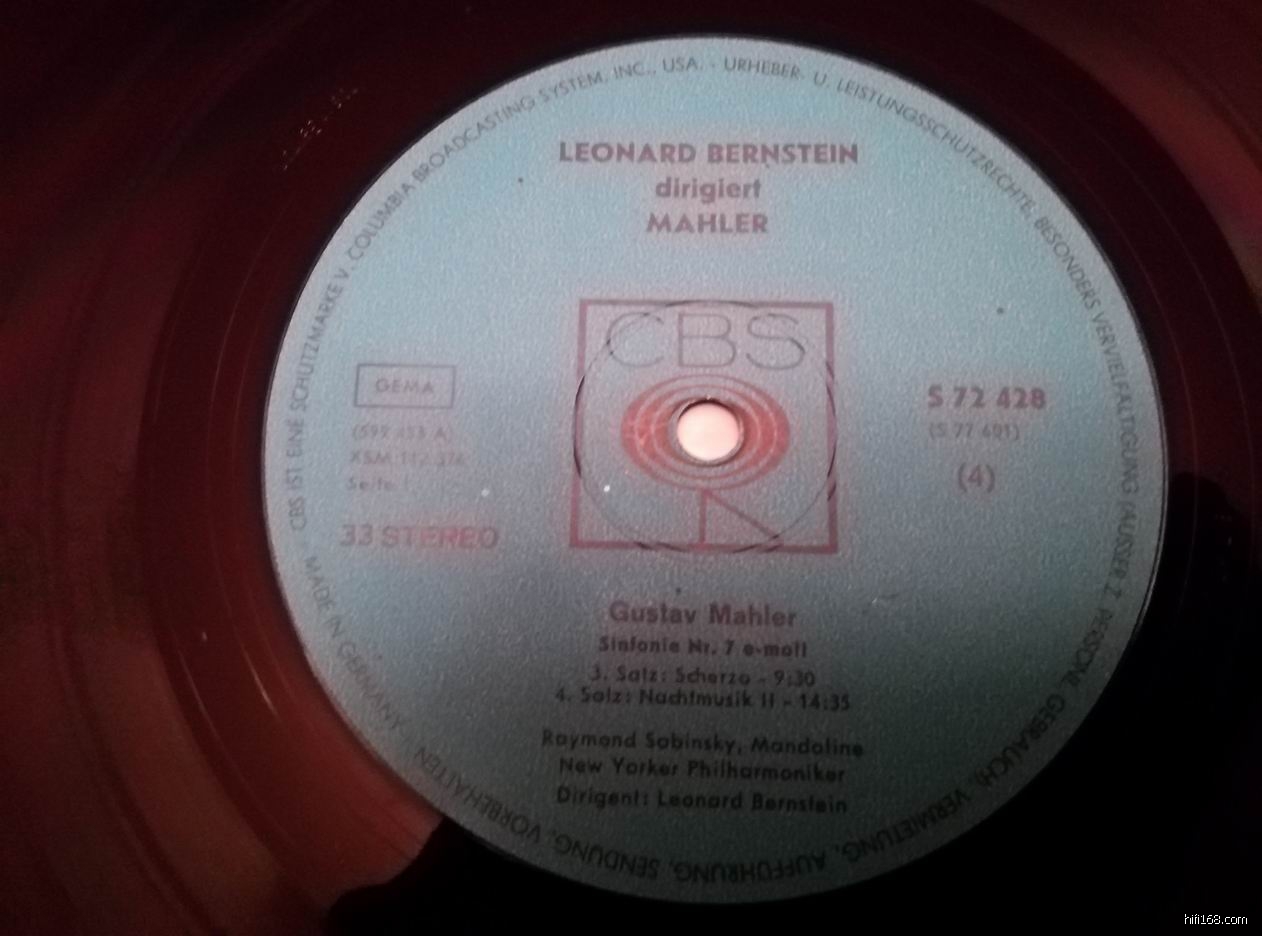 CBS IST EINE SCHUTZMARKE V. COLUMBIA BROADCASTING SYSTEM, INC., USA. - URHEBER- U. LEISTUNGSSCHUTZRECHTE, BESONDERS VERVIELFÄLTIGUNG (AUSSER Z. PERSÖNL. GEBRAUCH), VERMIETUNG, AUFFÜHRUNG, SENDUNG, VORBEHALTEN
MADE IN GERMANY
LEONARD BERNSTEIN
dirigiert
MAHLER
CBS
GEMA
S 72 428
XSM
(4)
Seite
33 STEREO
Gustav Mahler
Sinfonie Nr. 7 e-moll
3. Satz: Scherzo - 9:30
4. Satz: Nachtmusik II - 14:35
Raymond Sabinsky, Mandoline
New Yorker Philharmoniker
Dirigent: Leonard Bernstein
hifi168.com